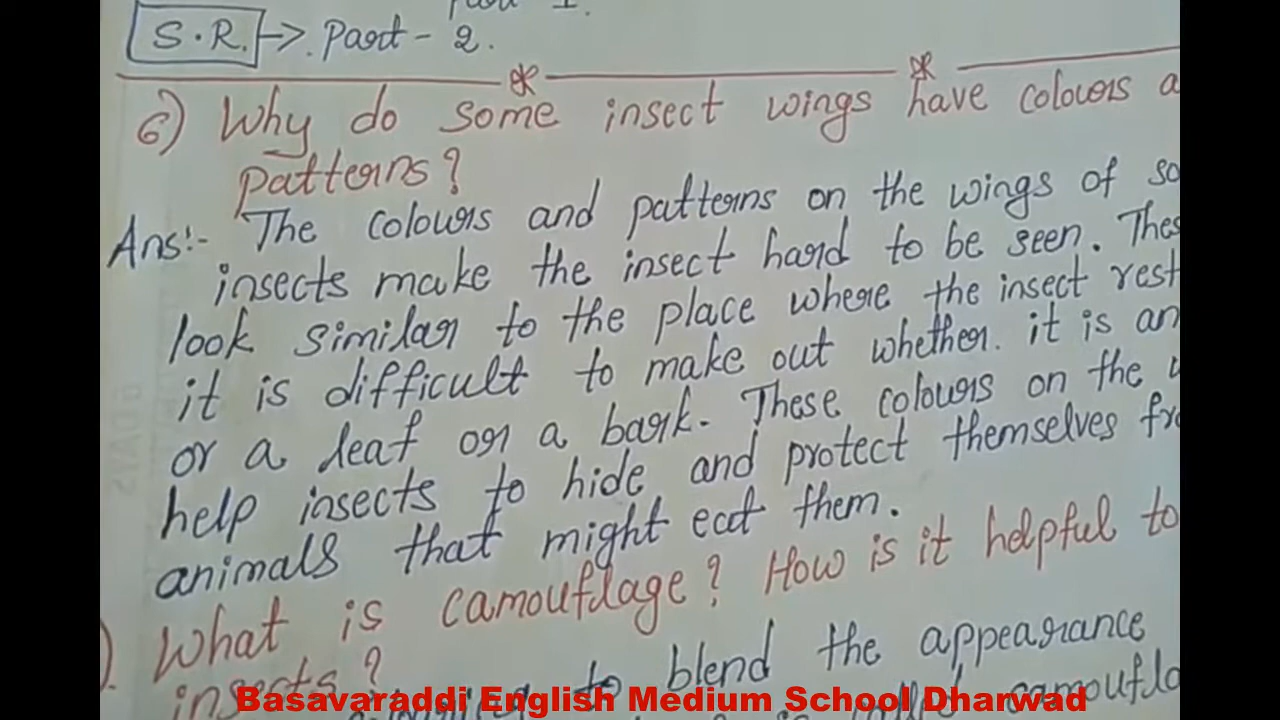 S.R. → Part - 2.
6) Why do some insect wings have colours a
patterns?
Ans:- The colours and patterns on the wings of so
insects make the insect hard to be seen. Thes
look similar to the place where the insect rest
it is difficult to make out whether. it is an
or a leaf or a bark. These colours on the w
help insects to hide and protect themselves fro
animals that might eat them.
). What is camouflage? How is it helpful to
insects?
to blend the appearance
camoufla
Basavaraddi English Medium School Dharwad